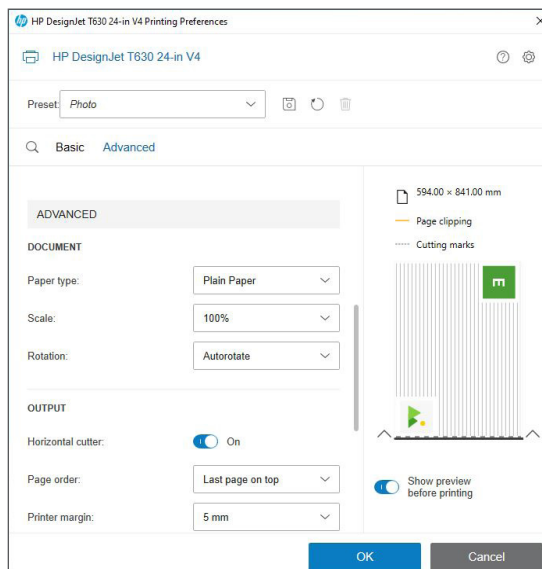 HP DesignJet T630 24-in V4 Printing Preferences
HP DesignJet T630 24-in V4
Preset: Photo
Basic Advanced
ADVANCED
DOCUMENT
Paper type: Plain Paper
Scale: 100%
Rotation: Autorotate
OUTPUT
Horizontal cutter: On
Page order: Last page on top
Printer margin: 5 mm
594.00 × 841.00 mm
Page clipping
Cutting marks
E
Show preview
before printing
OK Cancel